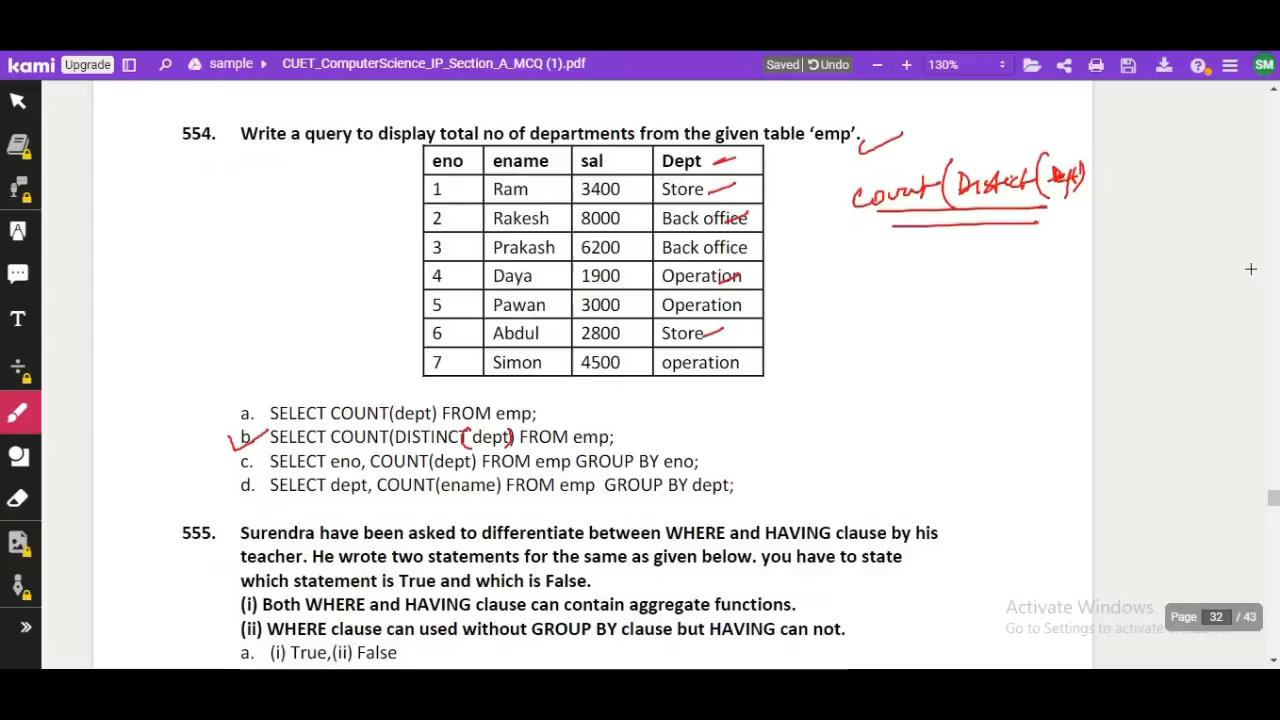 kami Upgrade sample CUET_ComputerScience_IP_Section_A_MCQ (1).pdf Saved Undo 130% SM
554. Write a query to display total no of departments from the given table ‘emp’.
eno ename sal Dept
1 Ram 3400 Store
2 Rakesh 8000 Back office
3 Prakash 6200 Back office
4 Daya 1900 Operation
5 Pawan 3000 Operation
6 Abdul 2800 Store
7 Simon 4500 operation
count(Distict(dept)
a. SELECT COUNT(dept) FROM emp;
b. SELECT COUNT(DISTINCT(dept) FROM emp;
c. SELECT eno, COUNT(dept) FROM emp GROUP BY eno;
d. SELECT dept, COUNT(ename) FROM emp GROUP BY dept;
555. Surendra have been asked to differentiate between WHERE and HAVING clause by his
teacher. He wrote two statements for the same as given below. you have to state
which statement is True and which is False.
(i) Both WHERE and HAVING clause can contain aggregate functions.
(ii) WHERE clause can used without GROUP BY clause but HAVING can not.
a. (i) True,(ii) False
Activate Windows
Go to Settings to activate
Page 32 / 43